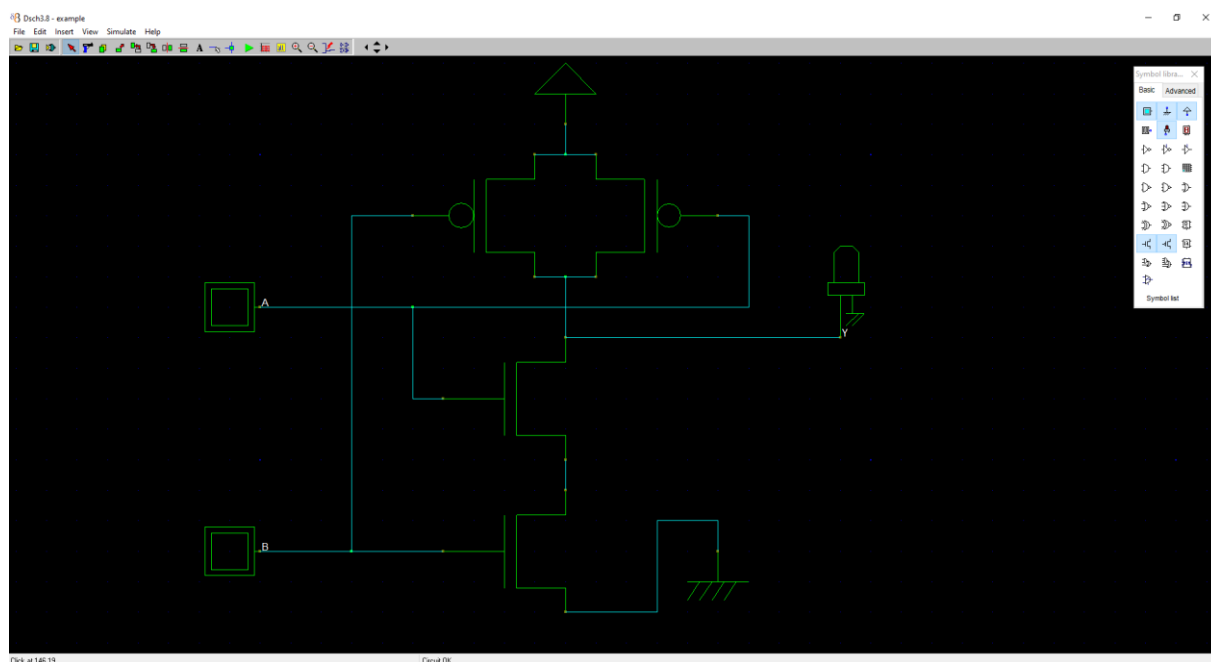 Dsch3.8 - example
File Edit Insert View Simulate Help
Symbol libra...
Basic Advanced
A
Y
B
Symbol list
Click at 146,19
Circuit OK